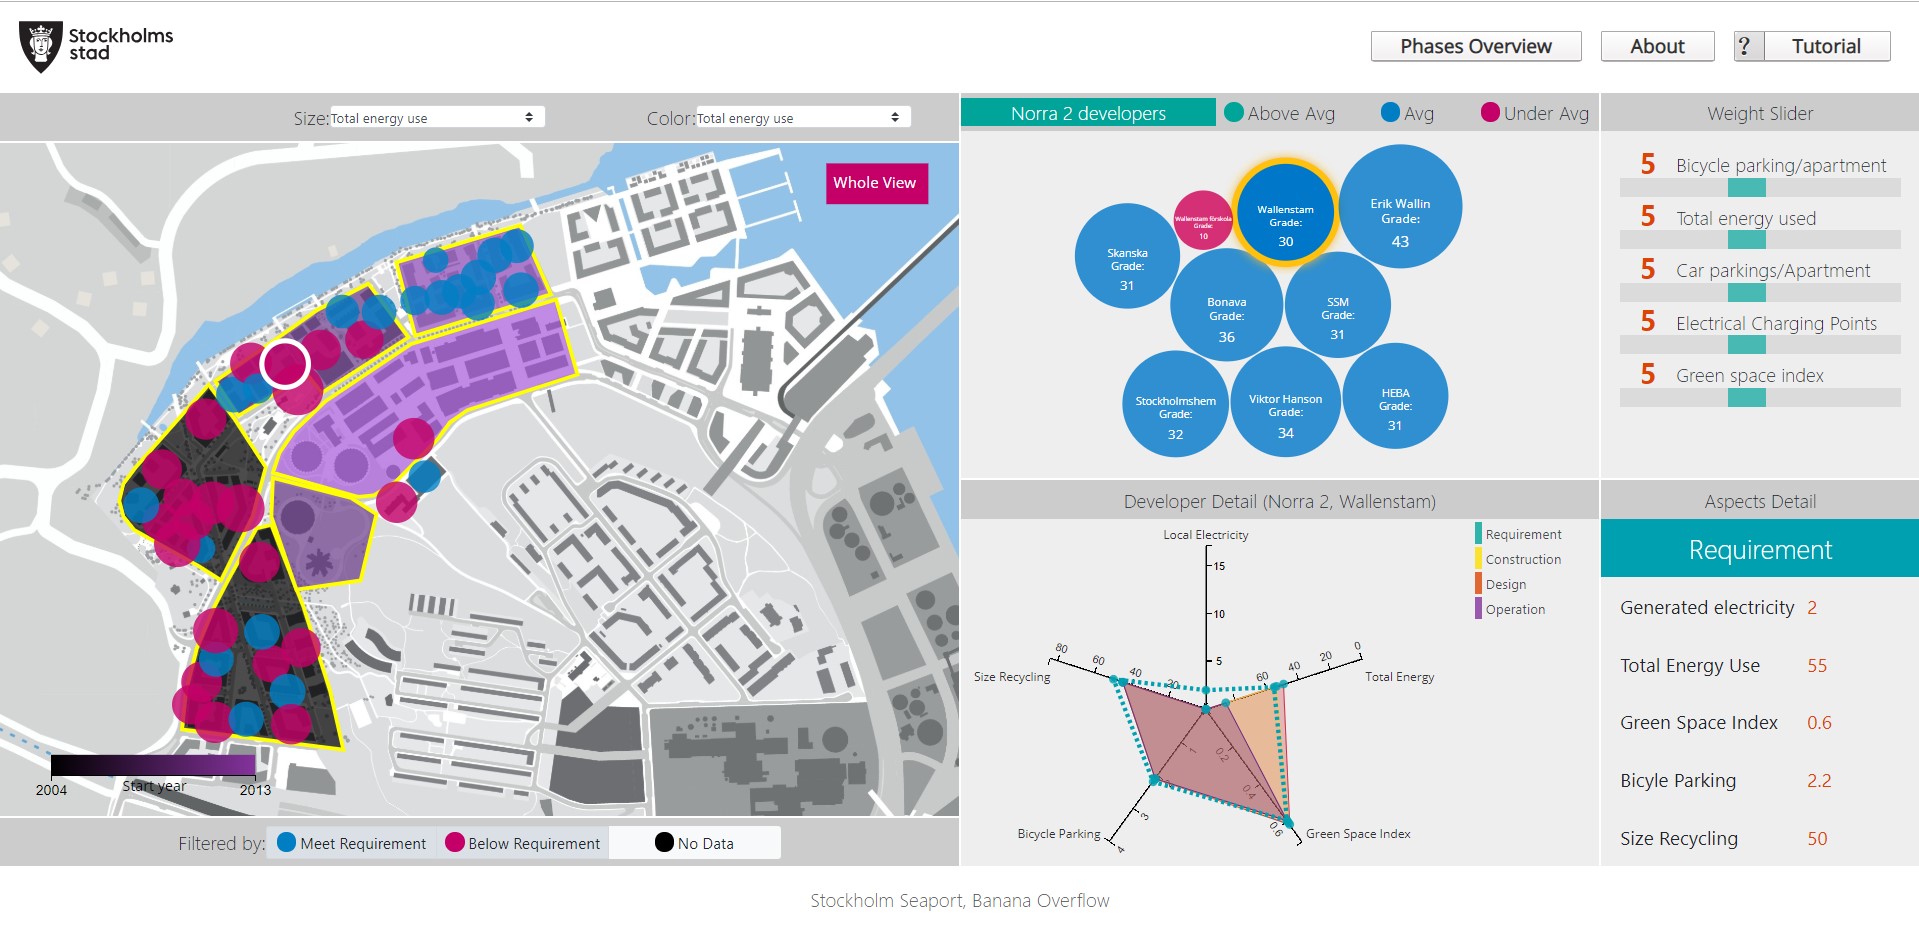 Stockholms
stad
Phases Overview
About
?
Tutorial
Size:
Total energy use
Color:
Total energy use
Whole View
Start year
2004
2013
Filtered by:
Meet Requirement
Below Requirement
No Data
Norra 2 developers
Above Avg
Avg
Under Avg
Skanska
Grade:
31
Wallenstam förskola
Grade:
10
Wallenstam
Grade:
30
Erik Wallin
Grade:
43
Bonava
Grade:
36
SSM
Grade:
31
Stockholmshem
Grade:
32
Viktor Hanson
Grade:
34
HEBA
Grade:
31
Weight Slider
5 Bicycle parking/apartment
5 Total energy used
5 Car parkings/Apartment
5 Electrical Charging Points
5 Green space index
Developer Detail (Norra 2, Wallenstam)
Requirement
Construction
Design
Operation
Local Electricity
15
10
5
Total Energy
0
20
40
60
Green Space Index
0.2
0.4
0.6
Bicycle Parking
1
3
4
Size Recycling
80
60
40
20
Aspects Detail
Requirement
Generated electricity 2
Total Energy Use 55
Green Space Index 0.6
Bicyle Parking 2.2
Size Recycling 50
Stockholm Seaport, Banana Overflow